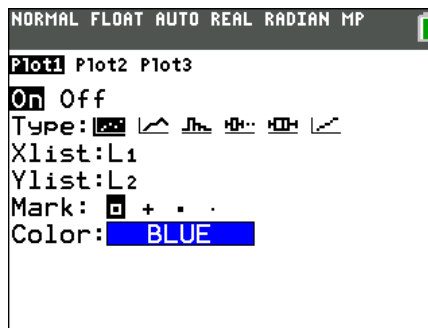 NORMAL FLOAT AUTO REAL RADIAN MP
Plot1 Plot2 Plot3
On Off
Type:
Xlist:L1
Ylist:L2
Mark: + . .
Color: BLUE